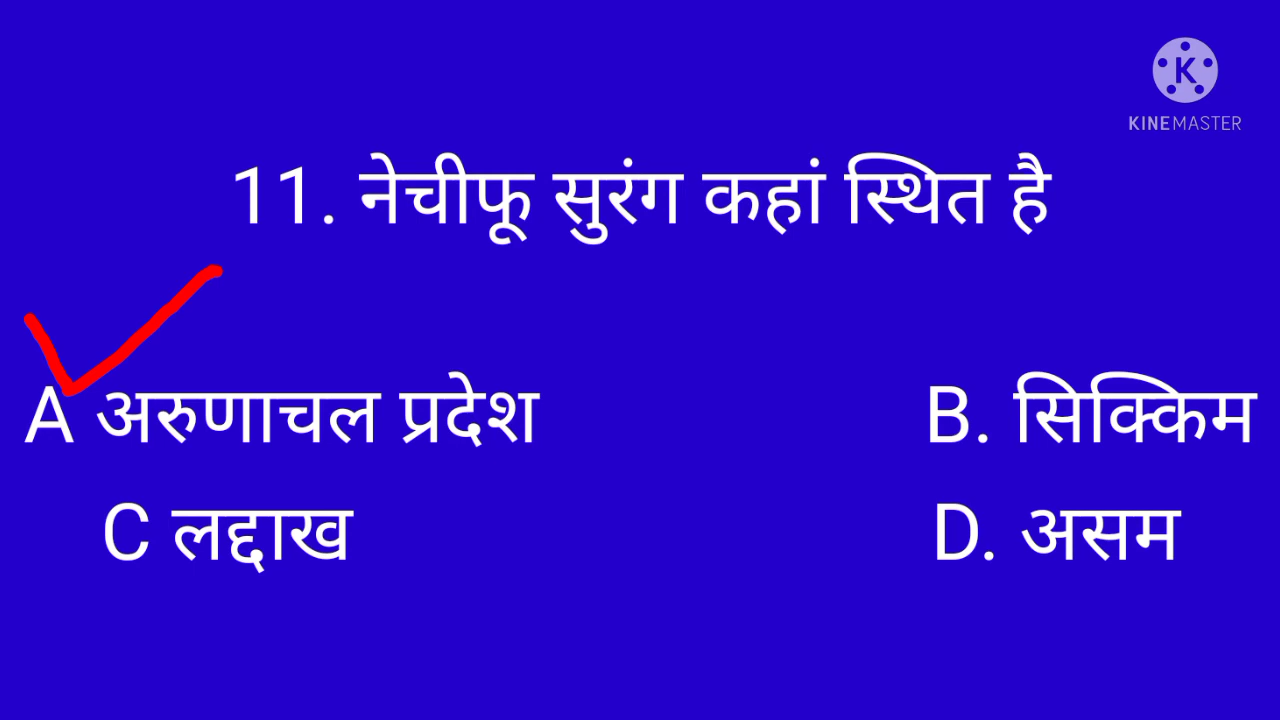 KINEMASTER
11. नेचीफू सुरंग कहां स्थित है
A अरुणाचल प्रदेश B. सिक्किम
C लद्दाख D. असम